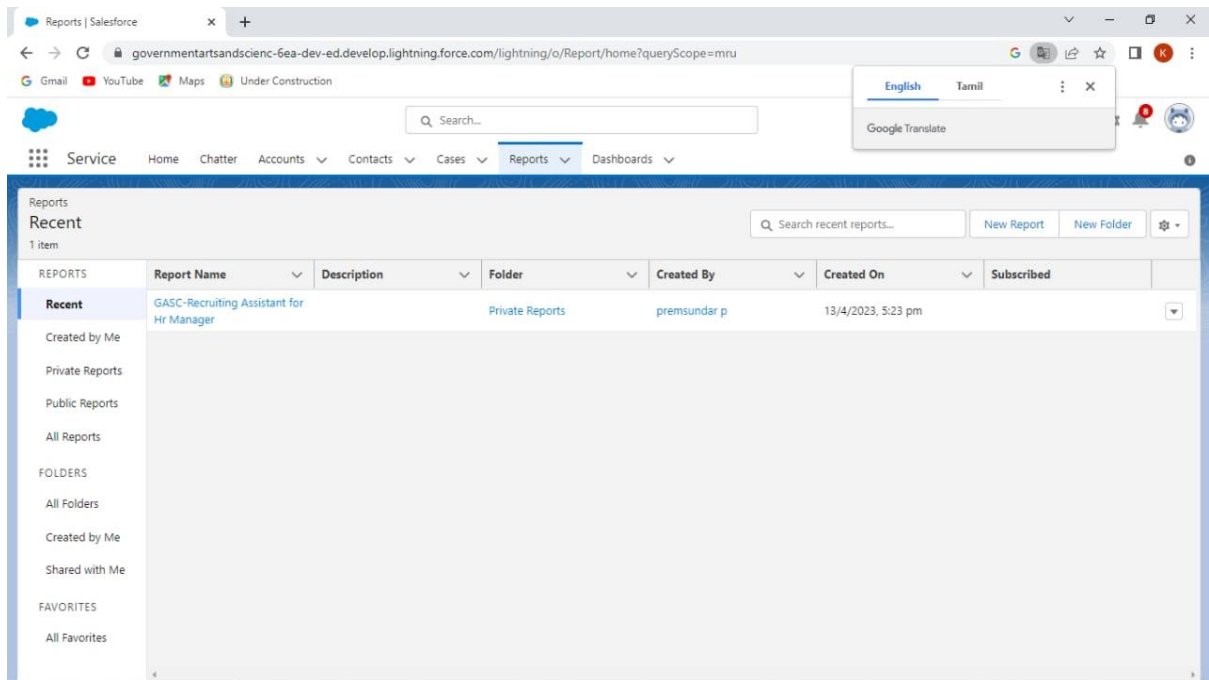 Reports | Salesforce
governmentartsandscienc-6ea-dev-ed.develop.lightning.force.com/lightning/o/Report/home?queryScope=mru
G
K
Gmail YouTube Maps Under Construction
English Tamil
Google Translate
Search...
8
Service Home Chatter Accounts Contacts Cases Reports Dashboards
Reports
Recent
1 item
Search recent reports...
New Report New Folder
REPORTS
Recent
Created by Me
Private Reports
Public Reports
All Reports
FOLDERS
All Folders
Created by Me
Shared with Me
FAVORITES
All Favorites
Report Name Description Folder Created By Created On Subscribed
GASC-Recruiting Assistant for
Hr Manager
Private Reports premsundar p 13/4/2023, 5:23 pm